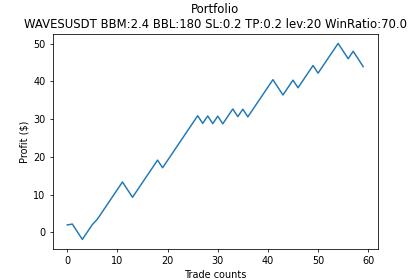 Portfolio
WAVESUSDT BBM:2.4 BBL:180 SL:0.2 TP:0.2 lev:20 WinRatio:70.0
50
40
30
20
10
0
Profit ($)
0 10 20 30 40 50 60
Trade counts